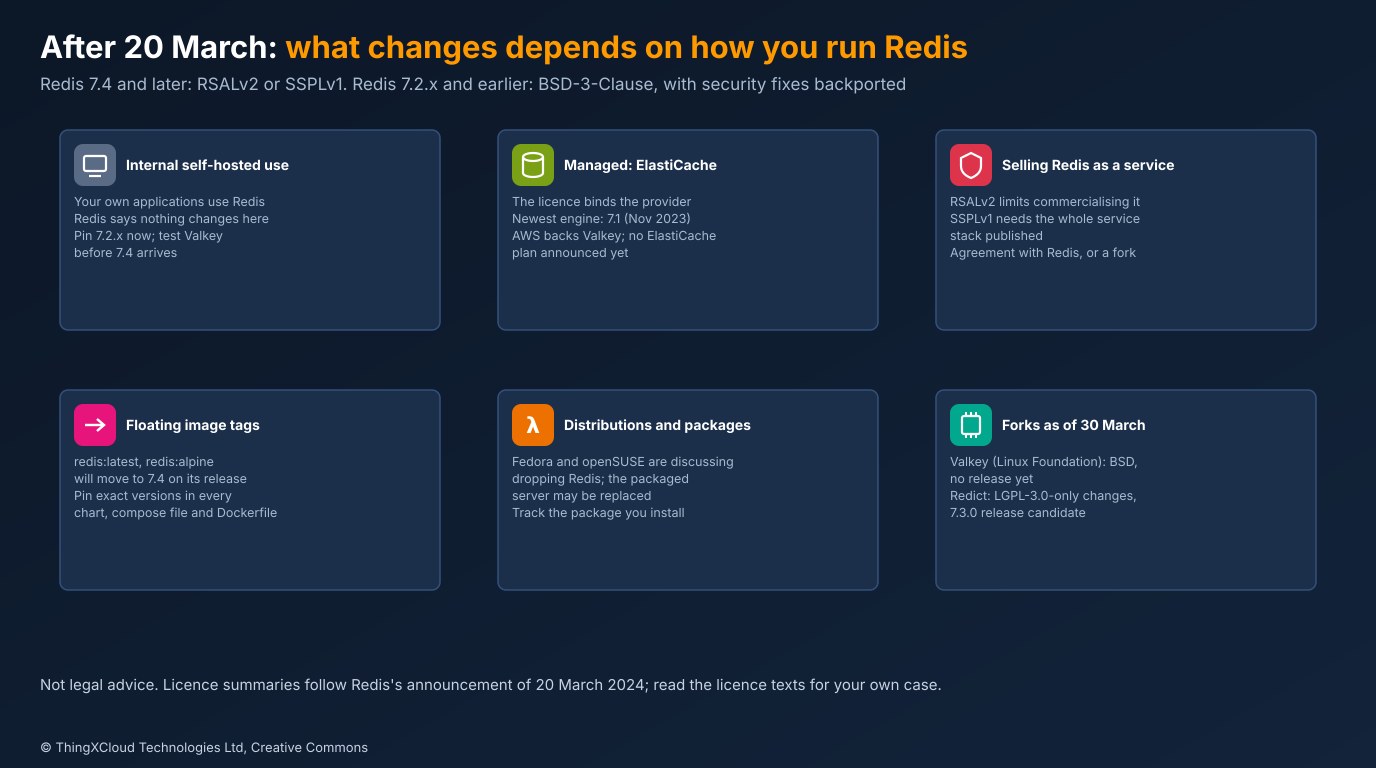 After 20 March: what changes depends on how you run Redis
Redis 7.4 and later: RSALv2 or SSPLv1. Redis 7.2.x and earlier: BSD-3-Clause, with security fixes backported
Internal self-hosted use
Your own applications use Redis
Redis says nothing changes here
Pin 7.2.x now; test Valkey
before 7.4 arrives
Managed: ElastiCache
The licence binds the provider
Newest engine: 7.1 (Nov 2023)
AWS backs Valkey; no ElastiCache
plan announced yet
Selling Redis as a service
RSALv2 limits commercialising it
SSPLv1 needs the whole service
stack published
Agreement with Redis, or a fork
Floating image tags
redis:latest, redis:alpine
will move to 7.4 on its release
Pin exact versions in every
chart, compose file and Dockerfile
λ
Distributions and packages
Fedora and openSUSE are discussing
dropping Redis; the packaged
server may be replaced
Track the package you install
Forks as of 30 March
Valkey (Linux Foundation): BSD,
no release yet
Redict: LGPL-3.0-only changes,
7.3.0 release candidate
Not legal advice. Licence summaries follow Redis's announcement of 20 March 2024; read the licence texts for your own case.
© ThingXCloud Technologies Ltd, Creative Commons